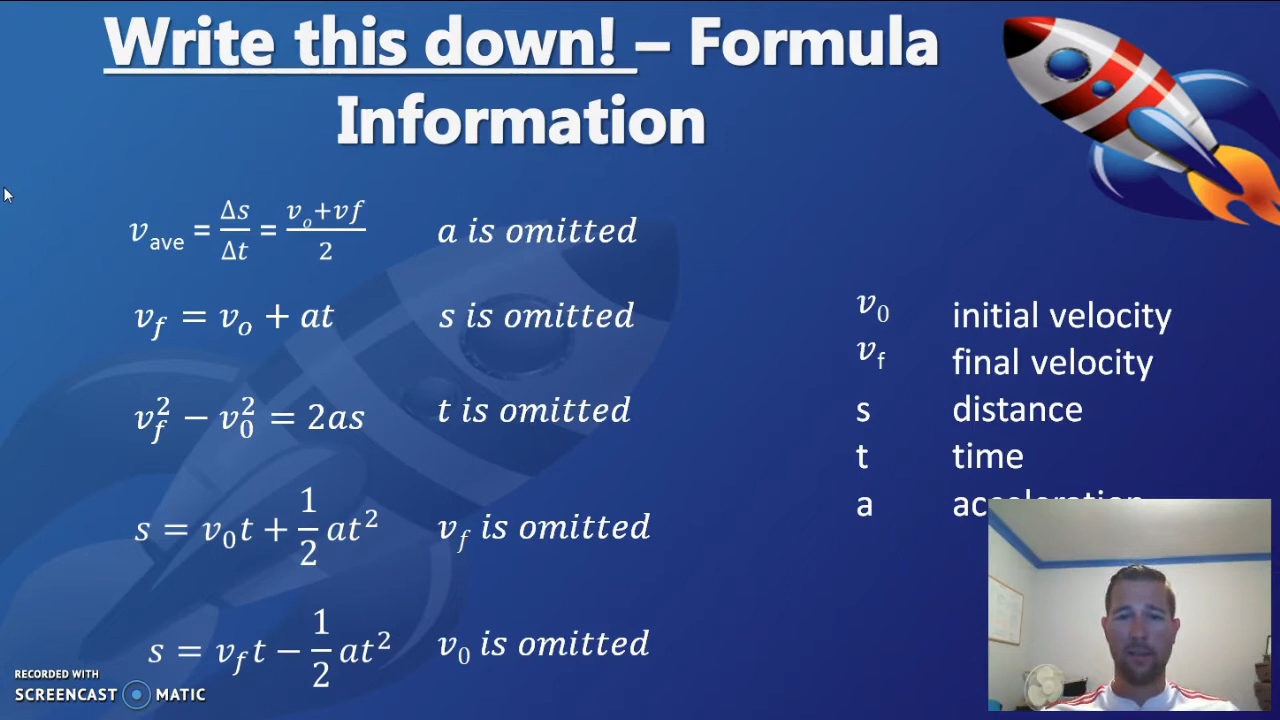 Write this down! – Formula
Information
v_ave = Δs/Δt = (v_o+vf)/2 a is omitted
v_f = v_o + at s is omitted
v_f^2 − v_0^2 = 2as t is omitted
s = v_0t + 1/2 at^2 v_f is omitted
s = v_ft − 1/2 at^2 v_0 is omitted
v_0 initial velocity
v_f final velocity
s distance
t time
a
RECORDED WITH
SCREENCAST MATIC